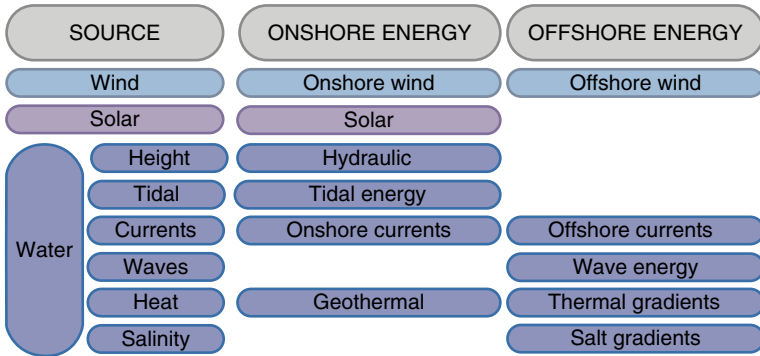 SOURCE ONSHORE ENERGY OFFSHORE ENERGY
Wind Onshore wind Offshore wind
Solar Solar
Height Hydraulic
Tidal Tidal energy
Water Currents Onshore currents Offshore currents
Waves Wave energy
Heat Geothermal Thermal gradients
Salinity Salt gradients